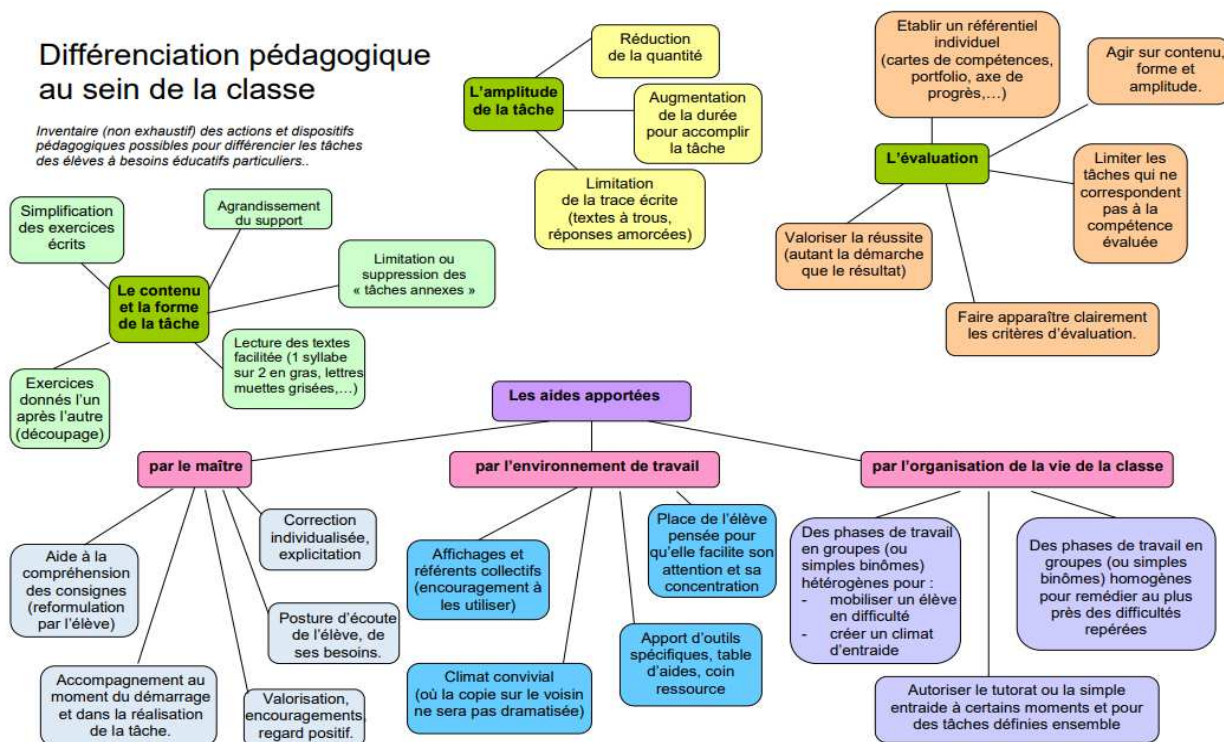 Différenciation pédagogique
au sein de la classe
Inventaire (non exhaustif) des actions et dispositifs
pédagogiques possibles pour différencier les tâches
des élèves à besoins éducatifs particuliers..
L'amplitude
de la tâche
Réduction
de la quantité
Augmentation
de la durée
pour accomplir
la tâche
Limitation
de la trace écrite
(textes à trous,
réponses amorcées)
L'évaluation
Etablir un référentiel
individuel
(cartes de compétences,
portfolio, axe de
progrès,…)
Agir sur contenu,
forme et
amplitude.
Limiter les
tâches qui ne
correspondent
pas à la
compétence
évaluée
Valoriser la réussite
(autant la démarche
que le résultat)
Faire apparaître clairement
les critères d'évaluation.
Le contenu
et la forme
de la tâche
Simplification
des exercices
écrits
Agrandissement
du support
Limitation ou
suppression des
« tâches annexes »
Lecture des textes
facilitée (1 syllabe
sur 2 en gras, lettres
muettes grisées,…)
Exercices
donnés l'un
après l'autre
(découpage)
Les aides apportées
par le maître
Aide à la
compréhension
des consignes
(reformulation
par l'élève)
Correction
individualisée,
explicitation
Posture d'écoute
de l'élève, de
ses besoins.
Accompagnement au
moment du démarrage
et dans la réalisation
de la tâche.
Valorisation,
encouragements,
regard positif.
par l'environnement de travail
Affichages et
référents collectifs
(encouragement à
les utiliser)
Place de l'élève
pensée pour
qu'elle facilite son
attention et sa
concentration
Climat convivial
(où la copie sur le voisin
ne sera pas dramatisée)
Apport d'outils
spécifiques, table
d'aides, coin
ressource
par l'organisation de la vie de la classe
Des phases de travail
en groupes (ou
simples binômes)
hétérogènes pour :
- mobiliser un élève
en difficulté
- créer un climat
d'entraide
Des phases de travail en
groupes (ou simples
binômes) homogènes
pour remédier au plus
près des difficultés
repérées
Autoriser le tutorat ou la simple
entraide à certains moments et pour
des tâches définies ensemble